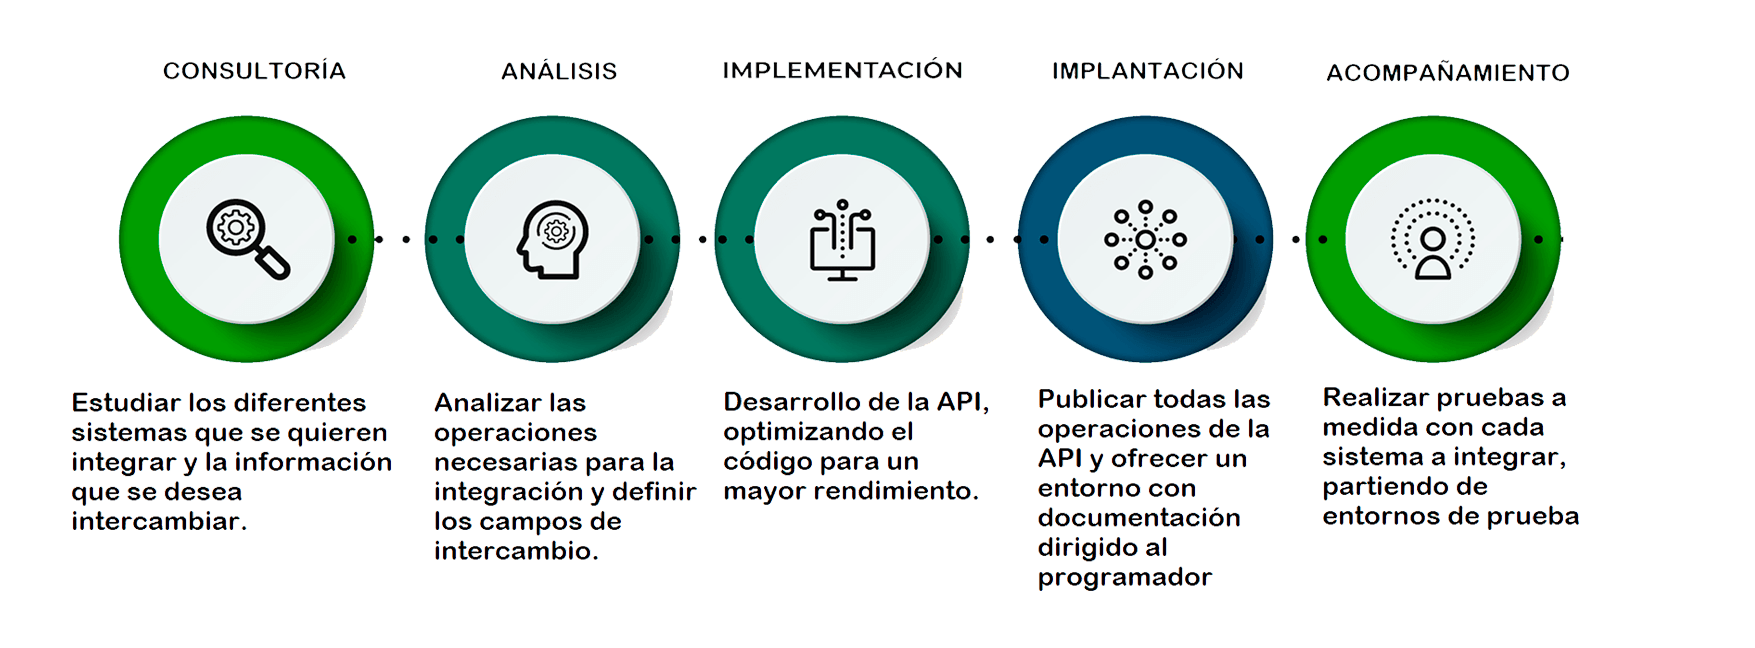 CONSULTORÍA
Estudiar los diferentes
sistemas que se quieren
integrar y la información
que se desea
intercambiar.
ANÁLISIS
Analizar las
operaciones
necesarias para la
integración y definir
los campos de
intercambio.
IMPLEMENTACIÓN
Desarrollo de la API,
optimizando el
código para un
mayor rendimiento.
IMPLANTACIÓN
Publicar todas las
operaciones de la
API y ofrecer un
entorno con
documentación
dirigido al
programador
ACOMPAÑAMIENTO
Realizar pruebas a
medida con cada
sistema a integrar,
partiendo de
entornos de prueba